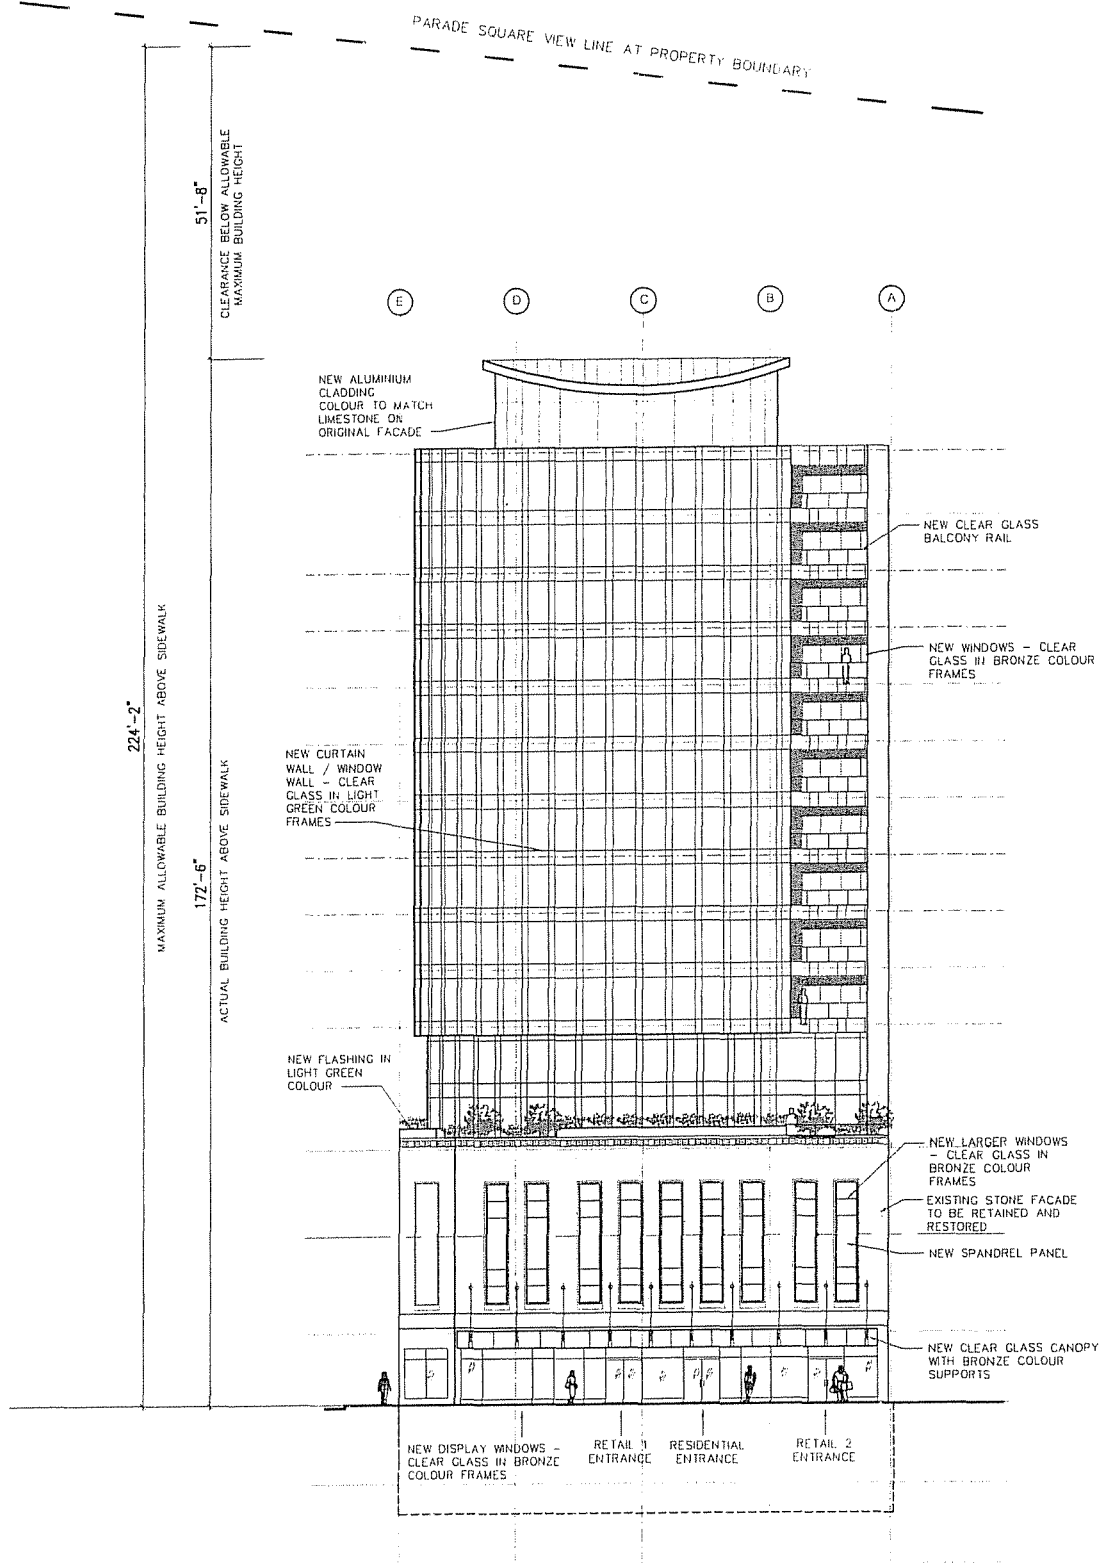 PARADE SQUARE VIEW LINE AT PROPERTY BOUNDARY
51'-8"
CLEARANCE BELOW ALLOWABLE
MAXIMUM BUILDING HEIGHT
E
D
C
B
A
NEW ALUMINIUM
CLADDING
COLOUR TO MATCH
LIMESTONE ON
ORIGINAL FACADE
NEW CLEAR GLASS
BALCONY RAIL
NEW WINDOWS - CLEAR
GLASS IN BRONZE COLOUR
FRAMES
224'-2"
MAXIMUM ALLOWABLE BUILDING HEIGHT ABOVE SIDEWALK
172'-6"
ACTUAL BUILDING HEIGHT ABOVE SIDEWALK
NEW CURTAIN
WALL / WINDOW
WALL - CLEAR
GLASS IN LIGHT
GREEN COLOUR
FRAMES
NEW FLASHING IN
LIGHT GREEN
COLOUR
NEW LARGER WINDOWS
- CLEAR GLASS IN
BRONZE COLOUR
FRAMES
EXISTING STONE FACADE
TO BE RETAINED AND
RESTORED
NEW SPANDREL PANEL
NEW CLEAR GLASS CANOPY
WITH BRONZE COLOUR
SUPPORTS
NEW DISPLAY WINDOWS -
CLEAR GLASS IN BRONZE
COLOUR FRAMES
RETAIL 1
ENTRANCE
RESIDENTIAL
ENTRANCE
RETAIL 2
ENTRANCE